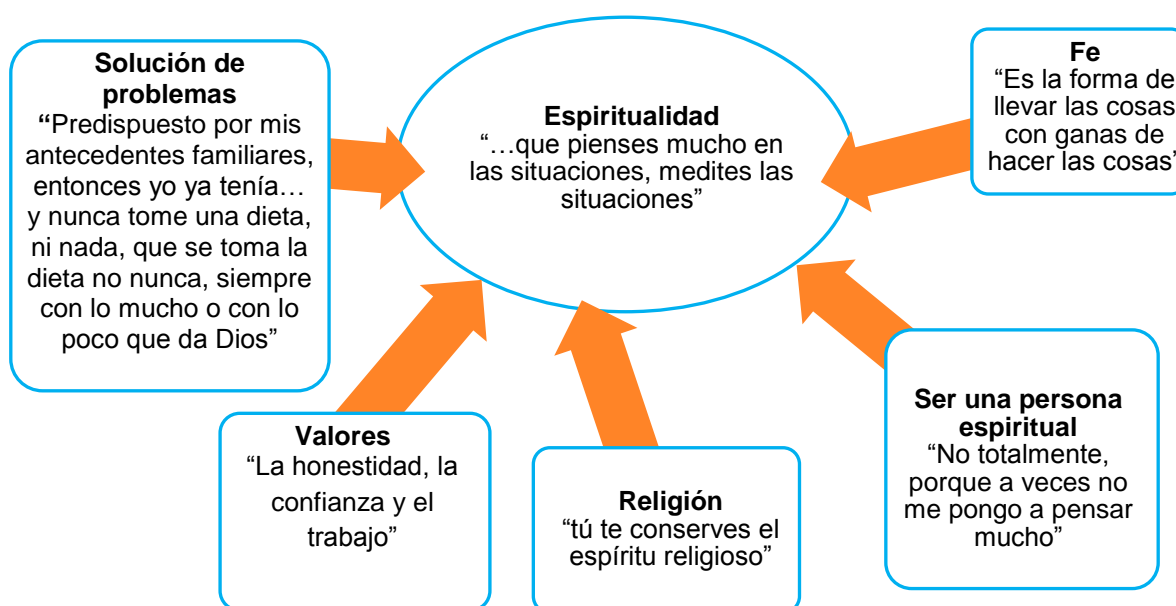 Solución de
problemas
“Predispuesto por mis
antecedentes familiares,
entonces yo ya tenía…
y nunca tome una dieta,
ni nada, que se toma la
dieta no nunca, siempre
con lo mucho o con lo
poco que da Dios”
Espiritualidad
“…que pienses mucho en
las situaciones, medites las
situaciones”
Fe
“Es la forma de
llevar las cosas
con ganas de
hacer las cosas”
Valores
“La honestidad, la
confianza y el
trabajo”
Religión
“tú te conserves el
espíritu religioso”
Ser una persona
espiritual
“No totalmente,
porque a veces no
me pongo a pensar
mucho”